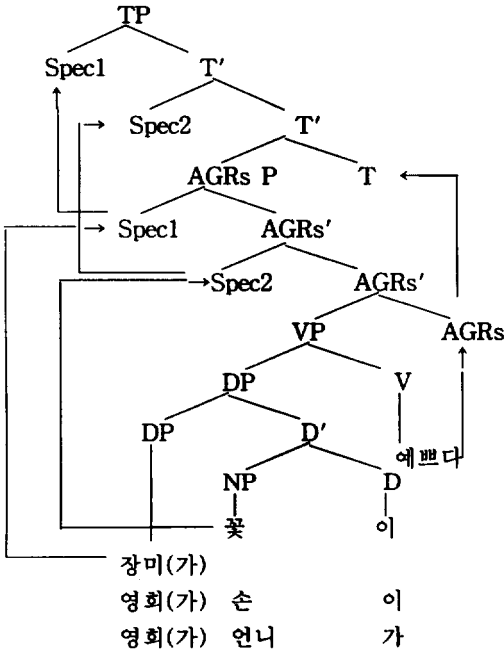 TP
Spec1 T′
Spec2 T′
AGRs P T
Spec1 AGRs′
Spec2 AGRs′
VP AGRs
DP V
DP D′
예쁘다
NP D
꽃 이
장미(가)
영희(가) 손 이
영희(가) 언니 가